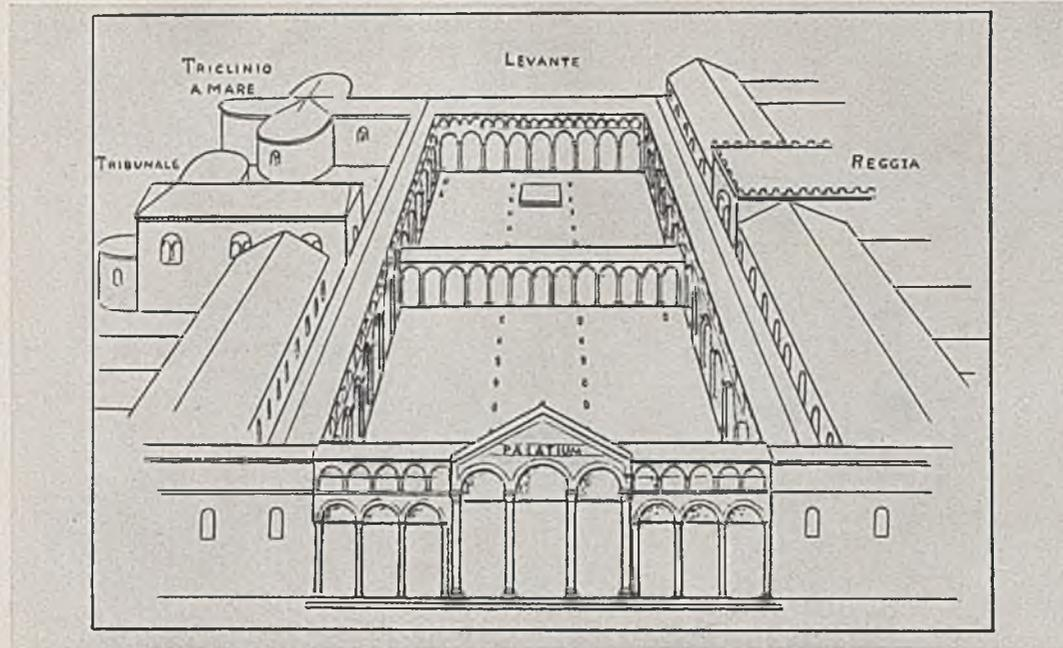 TRICLINIO
A MARE
LEVANTE
TRIBUNALE
REGGIA
PALATIUM